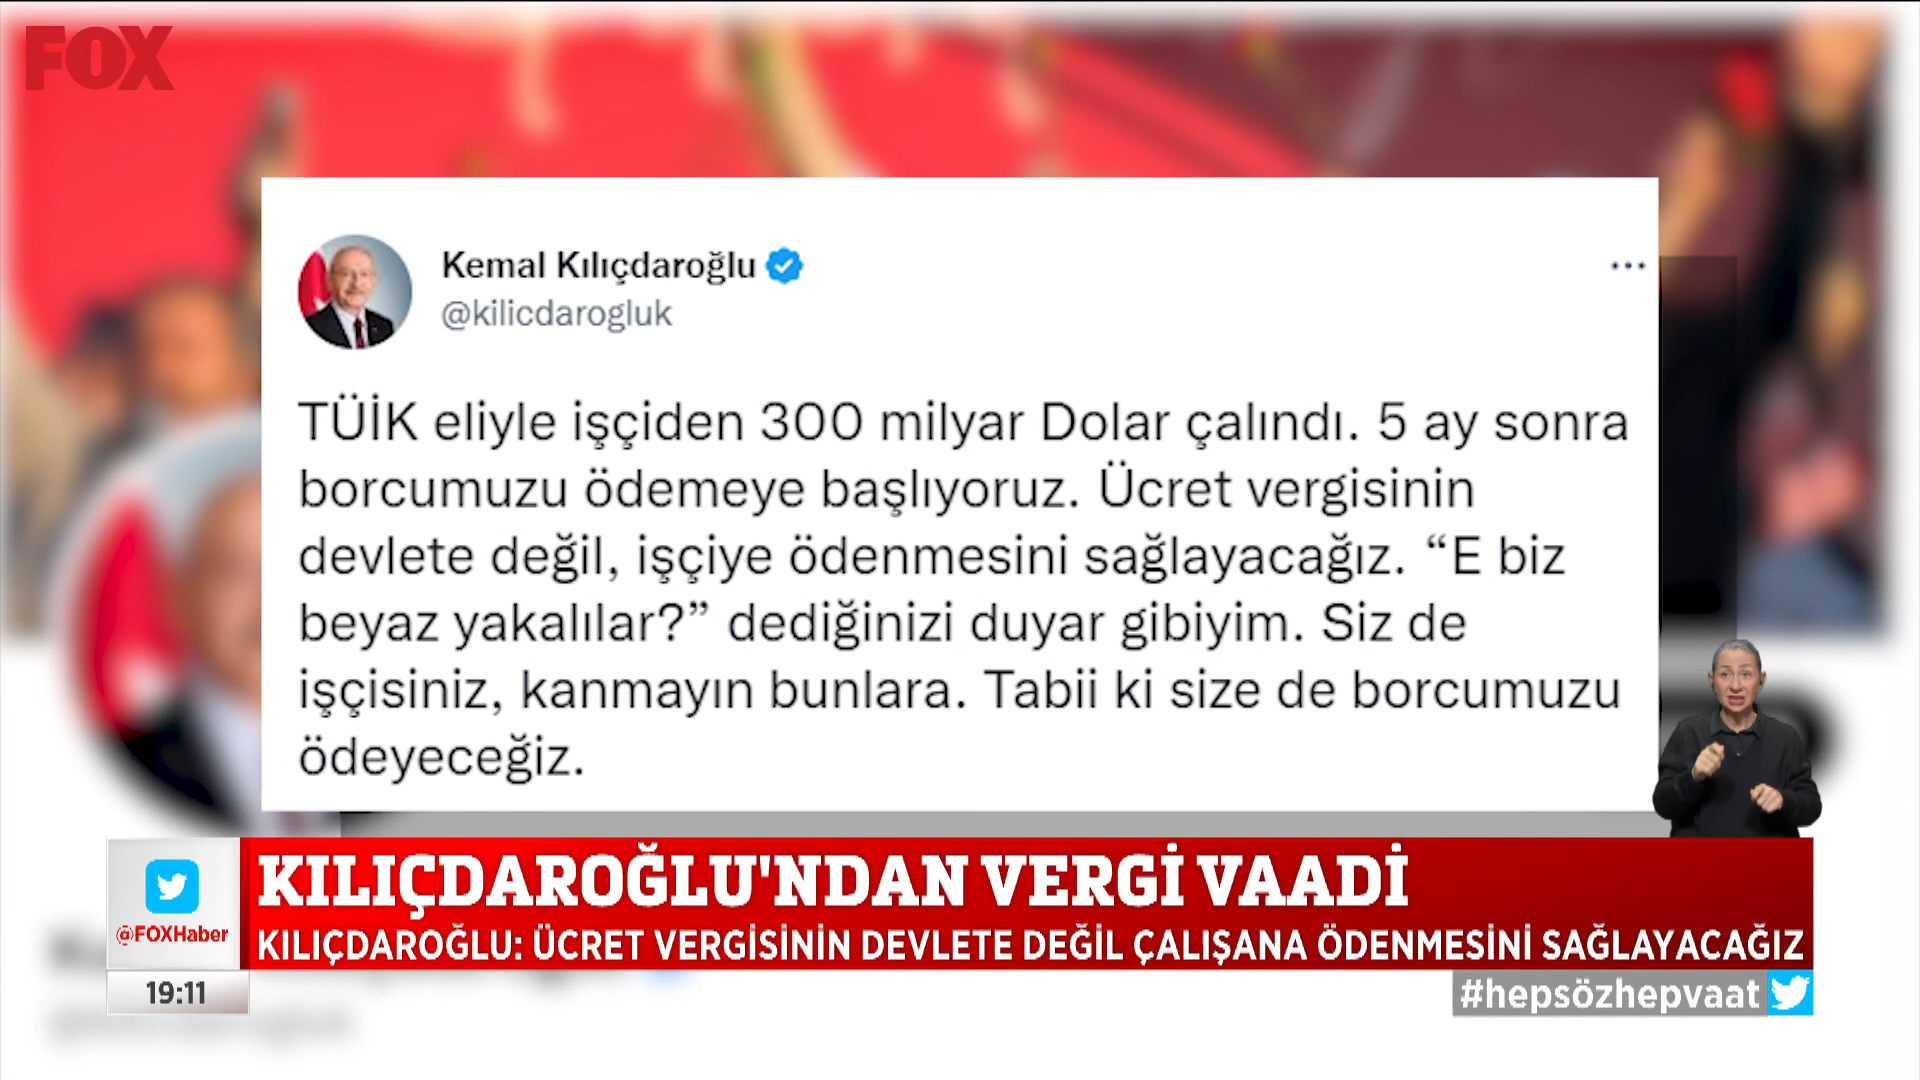 FOX
Kemal Kılıçdaroğlu
@kilicdarogluk
TÜİK eliyle işçiden 300 milyar Dolar çalındı. 5 ay sonra
borcumuzu ödemeye başlıyoruz. Ücret vergisinin
devlete değil, işçiye ödenmesini sağlayacağız. “E biz
beyaz yakalılar?” dediğinizi duyar gibiyim. Siz de
işçisiniz, kanmayın bunlara. Tabii ki size de borcumuzu
ödeyeceğiz.
KILIÇDAROĞLU'NDAN VERGİ VAADİ
@FOXHaber
KILIÇDAROĞLU: ÜCRET VERGİSİNİN DEVLETE DEĞİL ÇALIŞANA ÖDENMESİNİ SAĞLAYACAĞIZ
19:11
#hepsözhepvaat